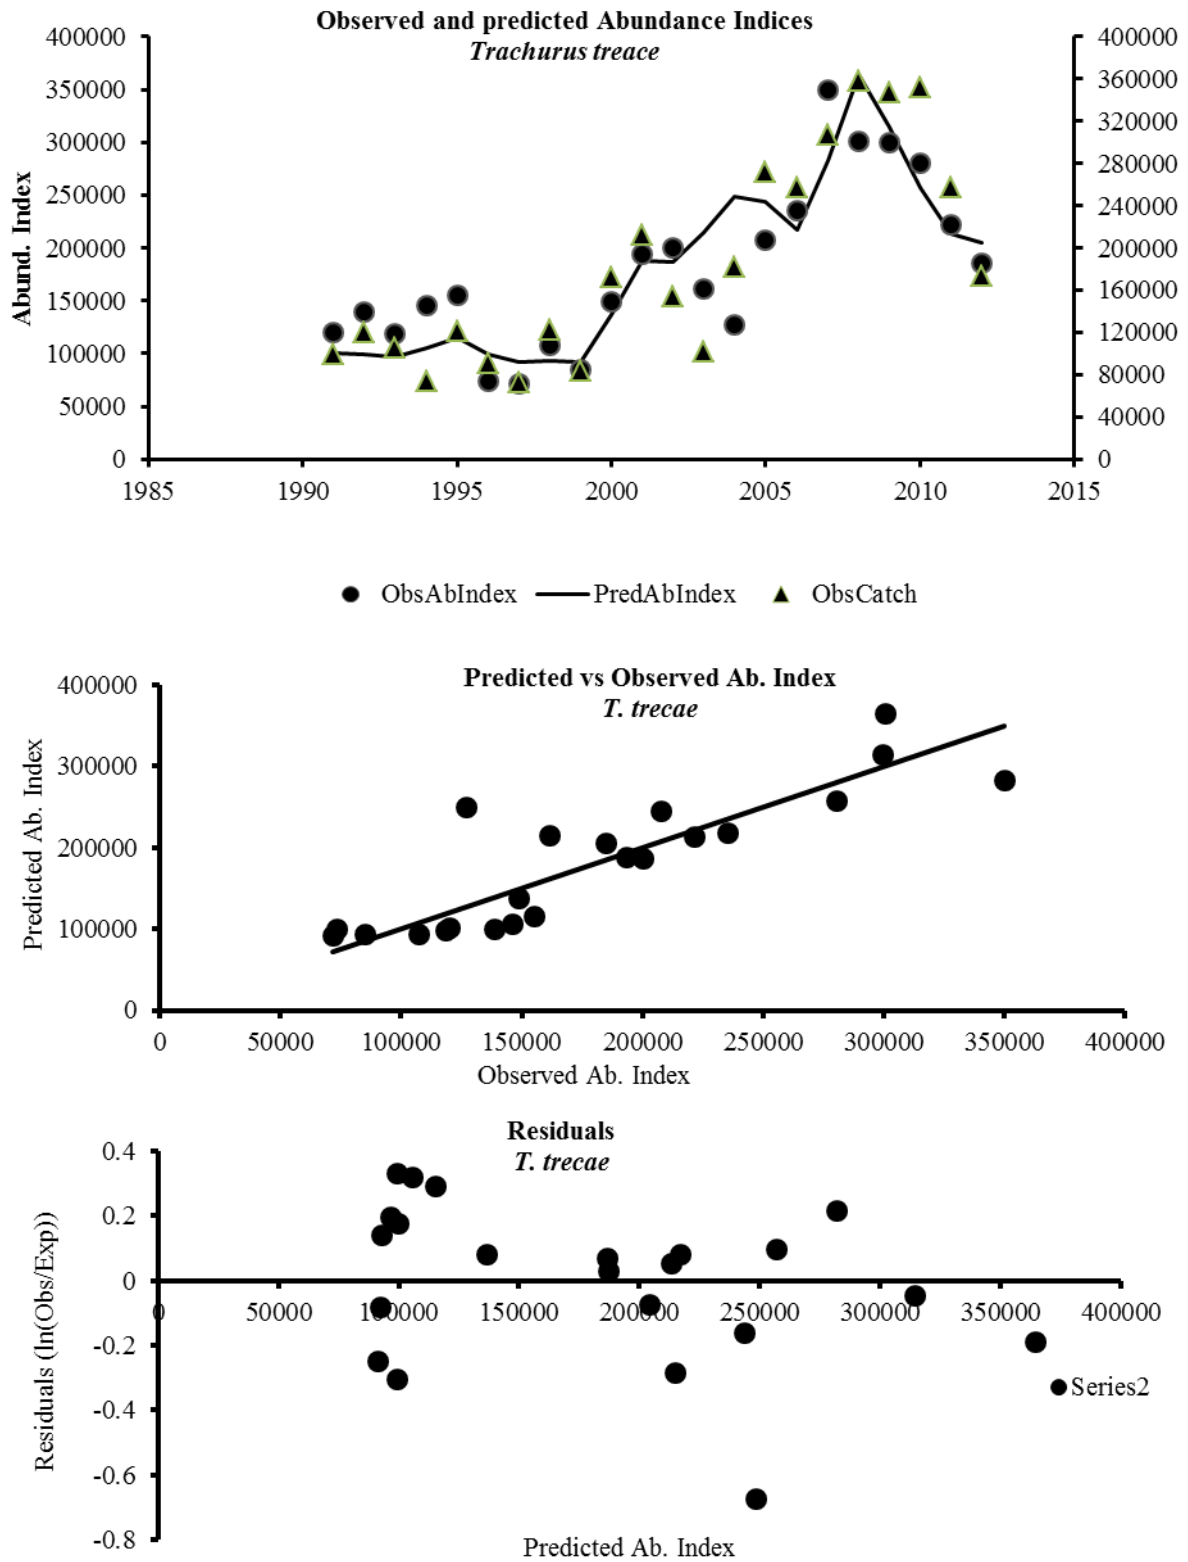 Observed and predicted Abundance Indices
Trachurus treace
400000
350000
300000
250000
200000
150000
100000
50000
0
Abund. Index
400000
360000
320000
280000
240000
200000
160000
120000
80000
40000
0
1985 1990 1995 2000 2005 2010 2015
ObsAbIndex PredAbIndex ObsCatch
Predicted vs Observed Ab. Index
T. trecae
400000
300000
200000
100000
0
Predicted Ab. Index
0 50000 100000 150000 200000 250000 300000 350000 400000
Observed Ab. Index
Residuals
T. trecae
0.4
0.2
0
-0.2
-0.4
-0.6
-0.8
Residuals (ln(Obs/Exp))
0 50000 100000 150000 200000 250000 300000 350000 400000
Series2
Predicted Ab. Index